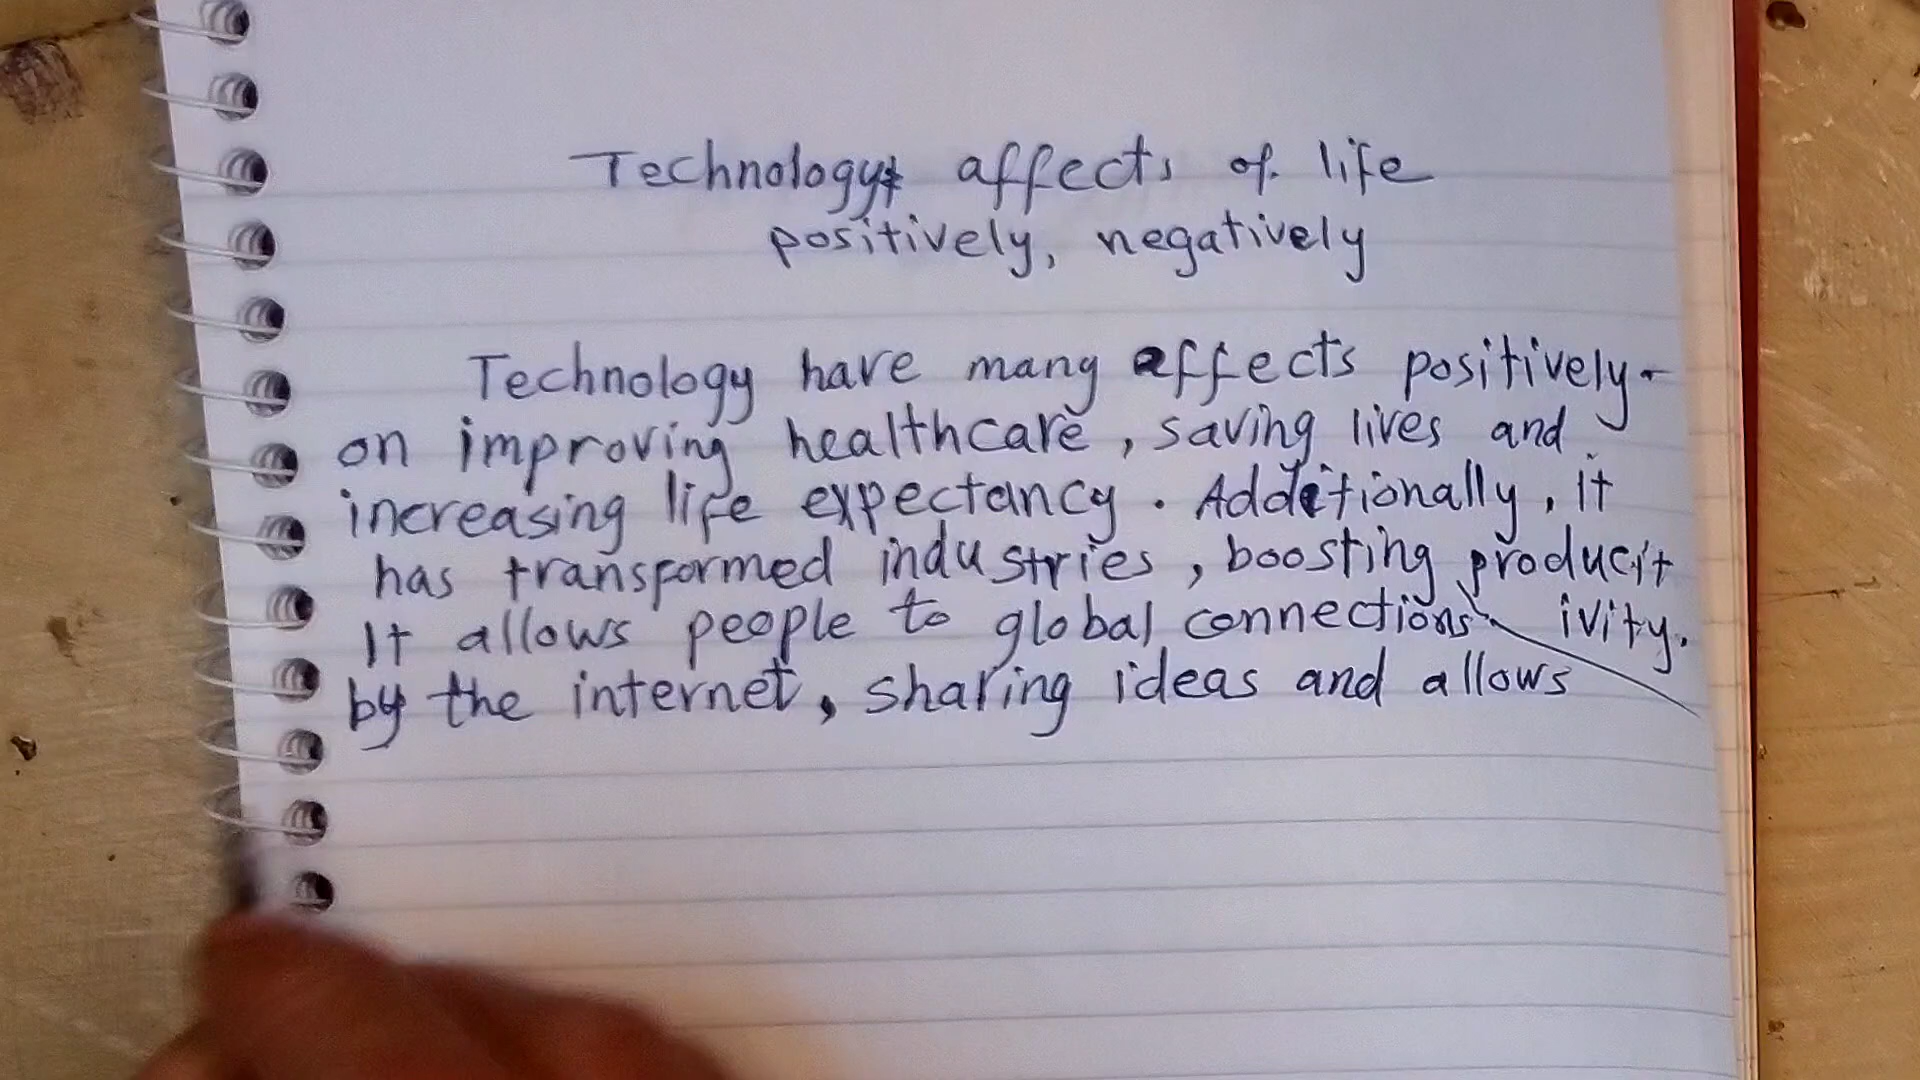 Technology affects of life
positively, negatively
Technology have many affects positively
on improving healthcare, saving lives and
increasing life expectancy. Additionally, it
has transformed industries, boosting producit
ivity.
It allows people to global connections
by the internet, sharing ideas and allows